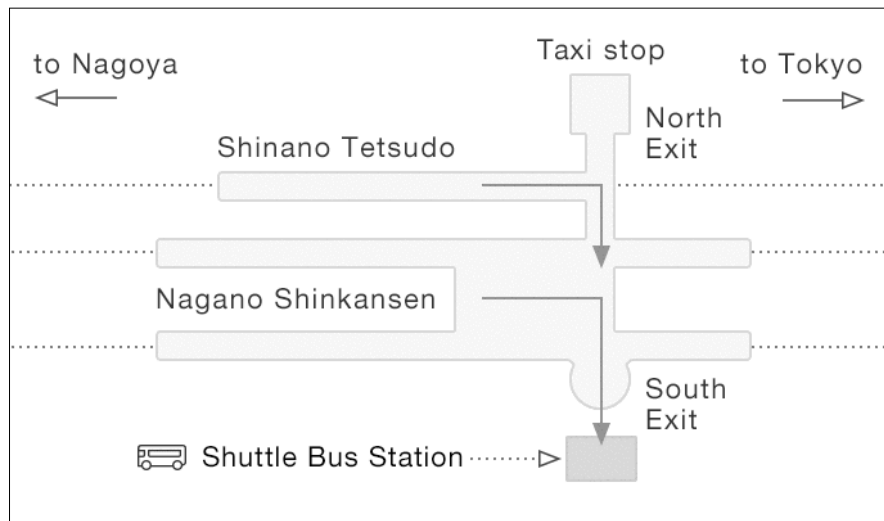 to Nagoya
Taxi stop
to Tokyo
North
Exit
Shinano Tetsudo
Nagano Shinkansen
South
Exit
Shuttle Bus Station